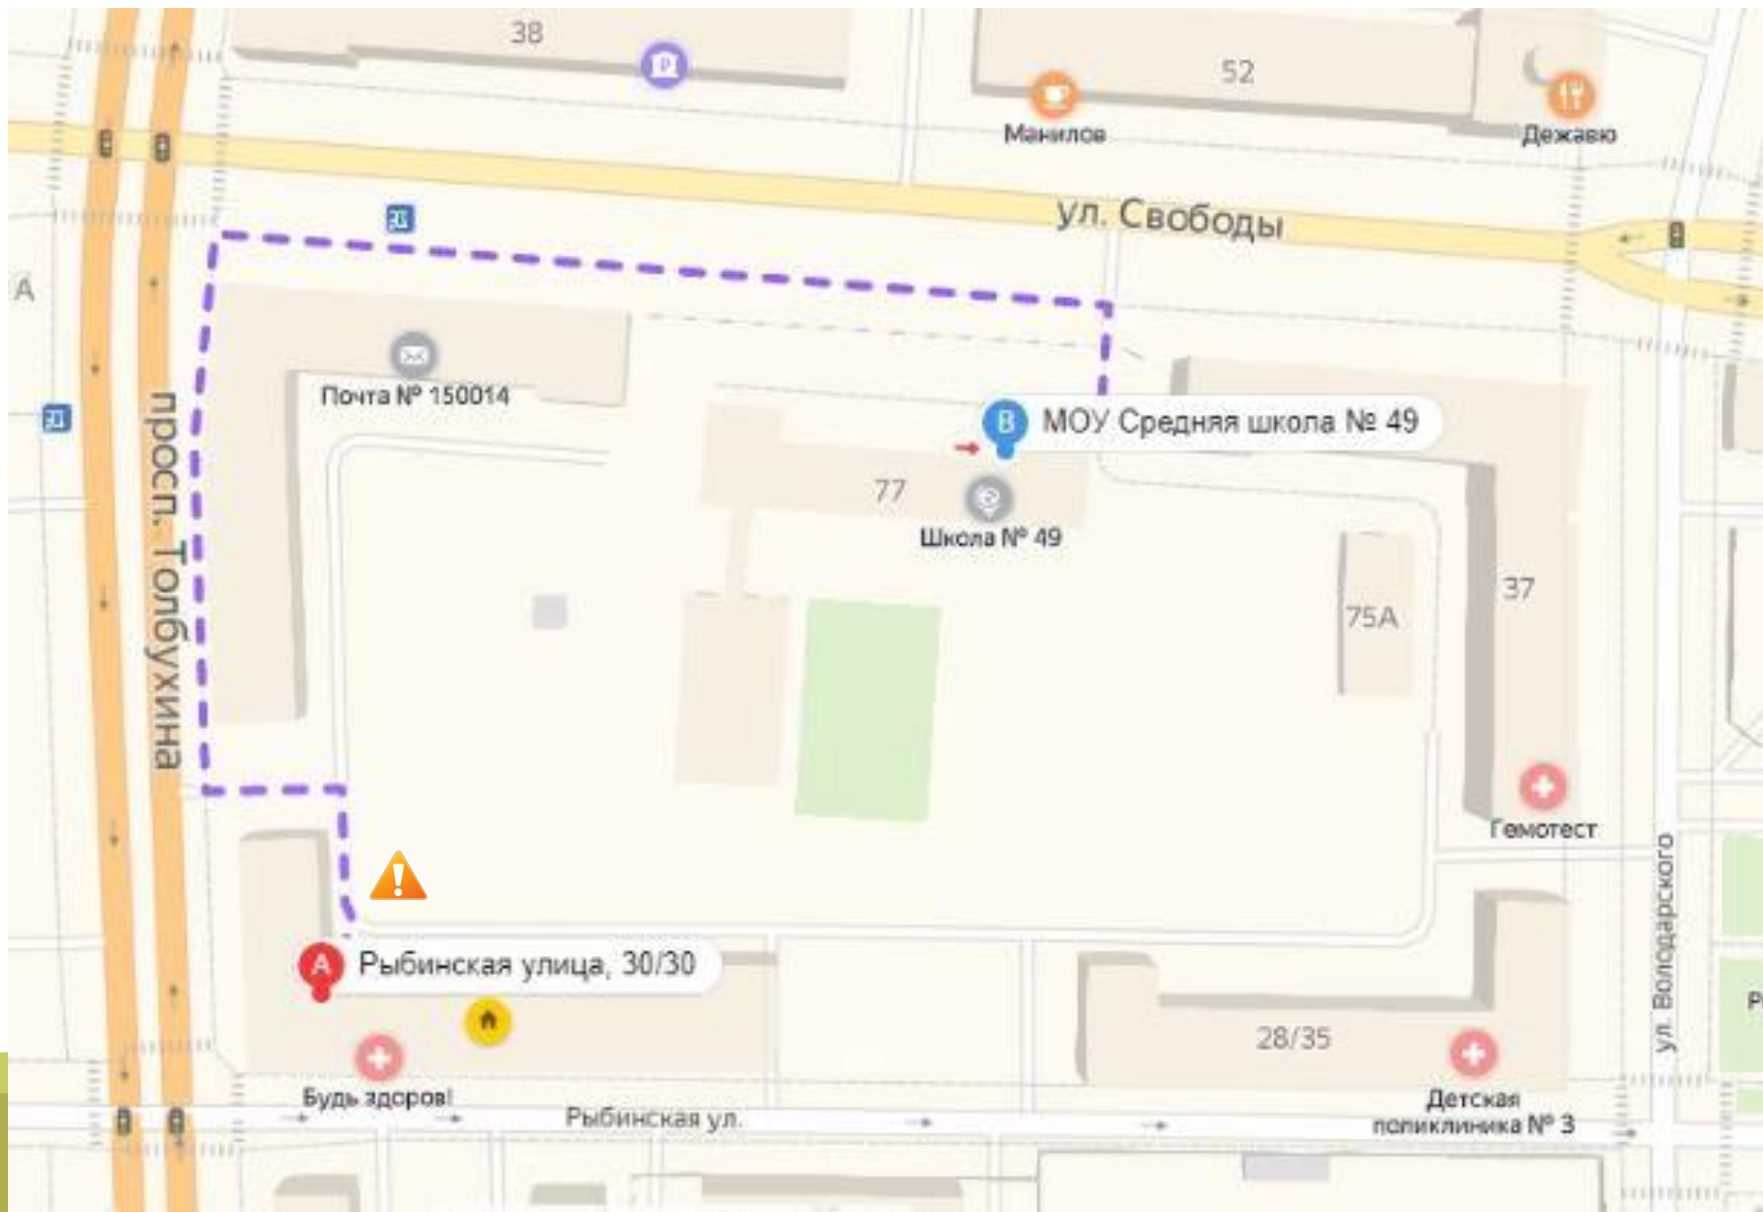 38
52
Манилов
Дежавю
ул. Свободы
А
Почта № 150014
просп. Толбухина
B
МОУ Средняя школа № 49
77
Школа № 49
75А
37
Гемотест
ул. Володарского
A
Рыбинская улица, 30/30
28/35
Будь здоров!
Детская
поликлиника № 3
Рыбинская ул.
Р